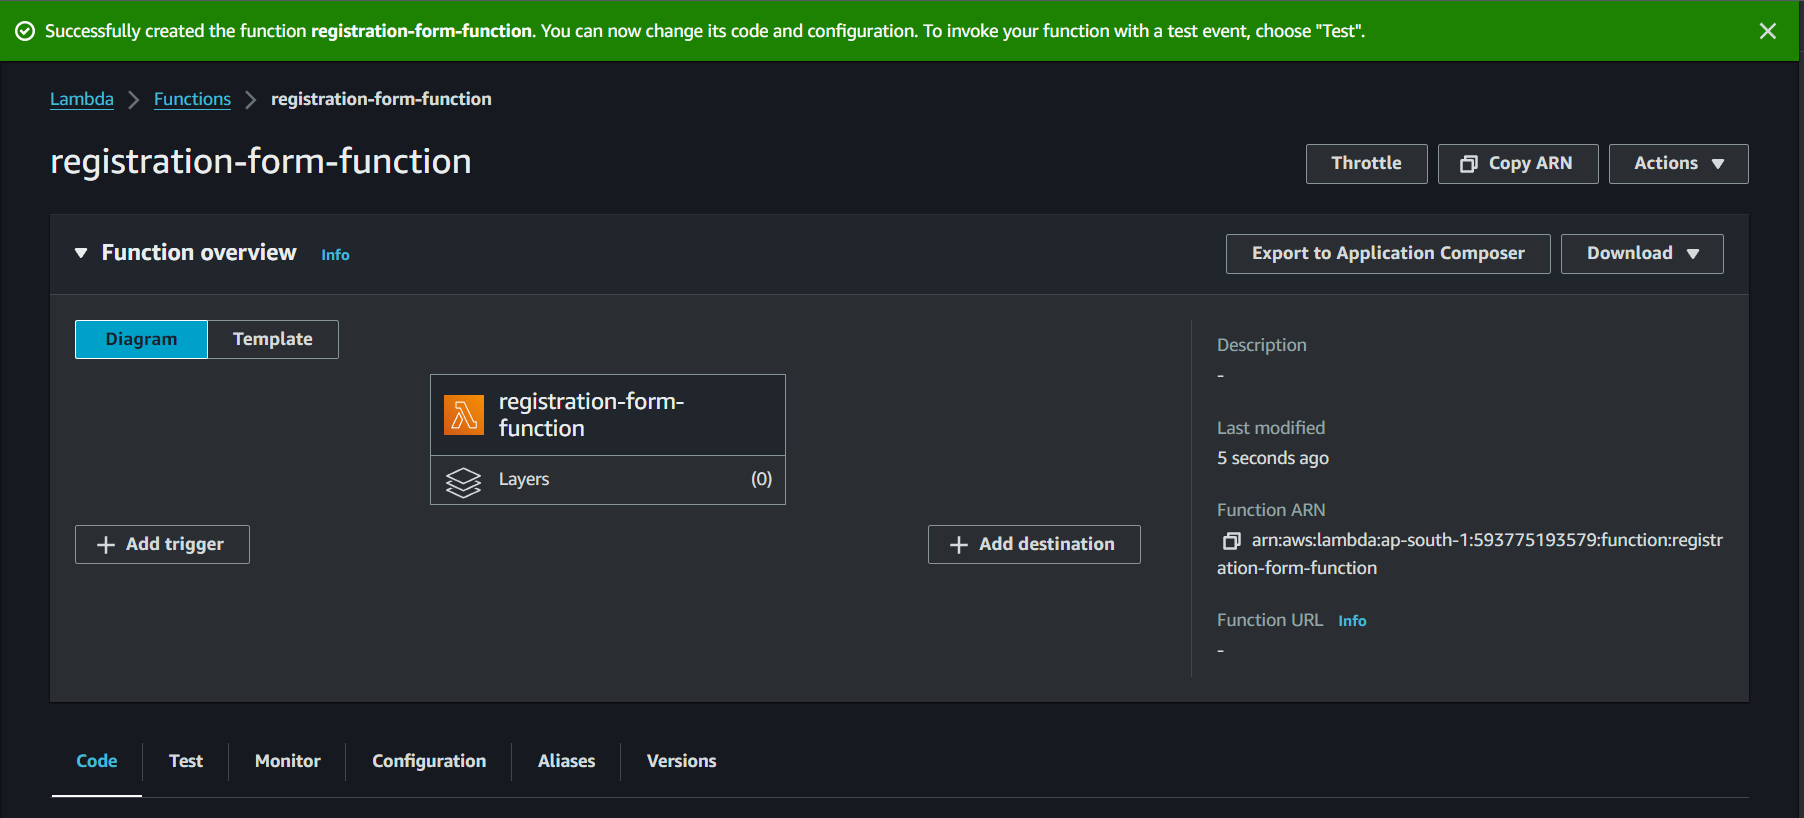 Successfully created the function registration-form-function. You can now change its code and configuration. To invoke your function with a test event, choose "Test".
Lambda
Functions
registration-form-function
registration-form-function
Throttle
Copy ARN
Actions
Function overview
Info
Export to Application Composer
Download
Diagram
Template
registration-form-
function
Layers
(0)
Add trigger
Add destination
Description
-
Last modified
5 seconds ago
Function ARN
arn:aws:lambda:ap-south-1:593775193579:function:registr
ation-form-function
Function URL
Info
-
Code
Test
Monitor
Configuration
Aliases
Versions